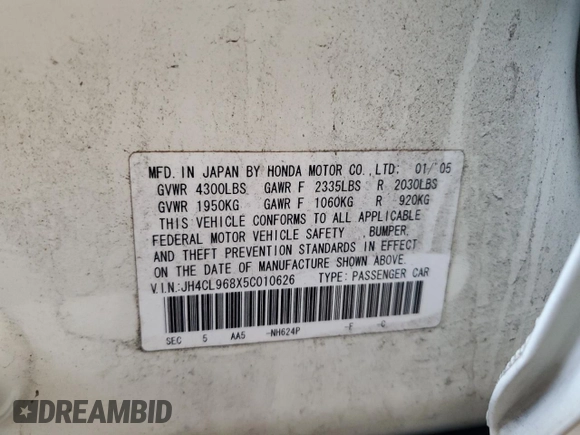 MFD. IN JAPAN BY HONDA MOTOR CO.,LTD: 01/'05
GVWR 4300LBS GAWR F 2335LBS R 2030LBS
GVWR 1950KG GAWR F 1060KG R 920KG
THIS VEHICLE CONFORMS TO ALL APPLICABLE
FEDERAL MOTOR VEHICLE SAFETY , BUMPER,
AND THEFT PREVENTION STANDARDS IN EFFECT
ON THE DATE OF MANUFACTURE SHOWN ABOVE.
V.I.N.:JH4CL968X5C010626 TYPE: PASSENGER CAR
SEC 5 AA5 -NH624P -E C
DREAMBID